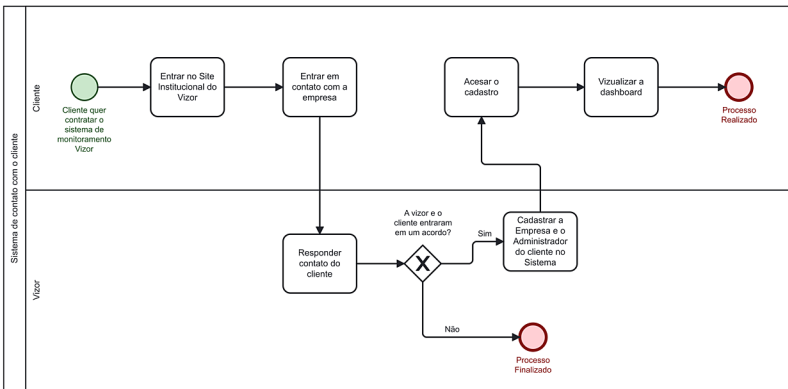 Sistema de contato com o cliente
Cliente
Cliente quer
contratar o
sistema de
monitoramento
Vizor
Entrar no Site
Institucional do
Vizor
Entrar em
contato com a
empresa
Acesar o
cadastro
Vizualizar a
dashboard
Processo
Realizado
Vizor
Responder
contato do
cliente
A vizor e o
cliente entraram
em um acordo?
Sim
Cadastrar a
Empresa e o
Administrador
do cliente no
Sistema
Não
Processo
Finalizado